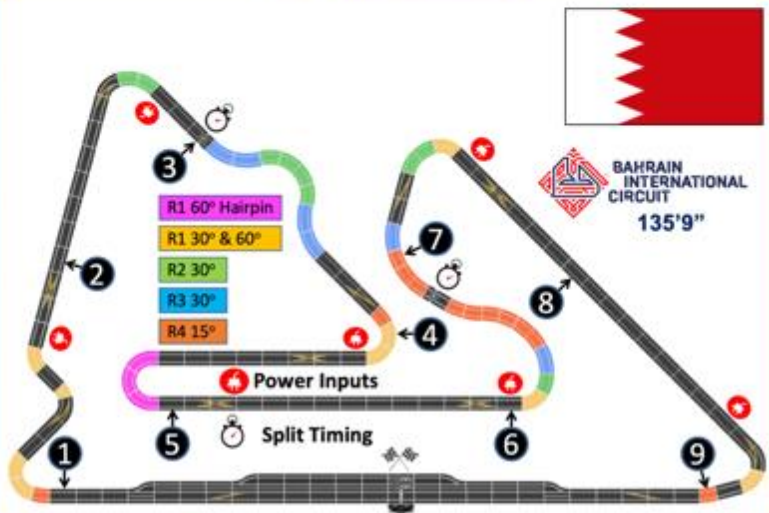 BAHRAIN
INTERNATIONAL
CIRCUIT
135'9"
3
R1 60º Hairpin
R1 30º & 60º
R2 30º
R3 30º
R4 15º
7
2
8
4
Power Inputs
5
Split Timing
6
1
9